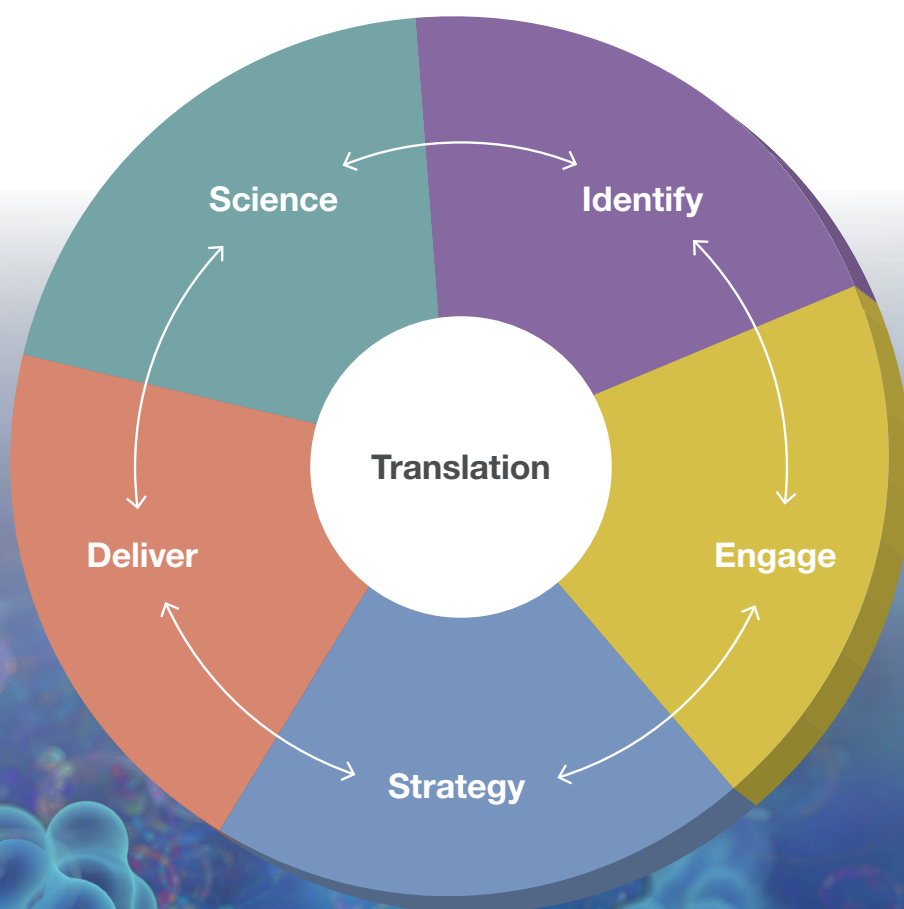 Science
Identify
Translation
Deliver
Engage
Strategy